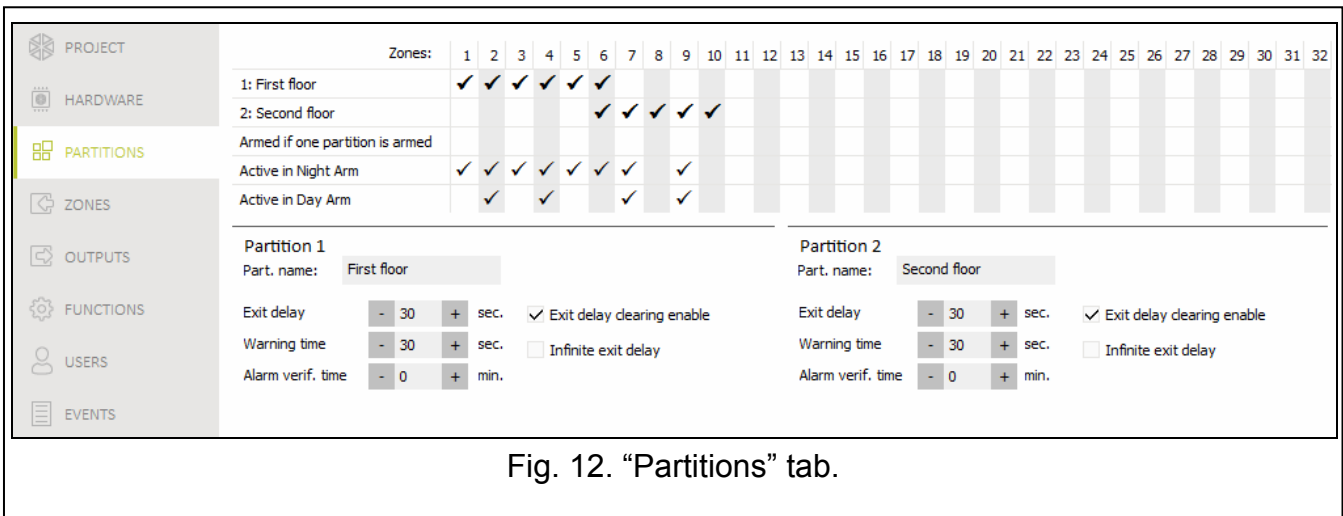 PROJECT
HARDWARE
PARTITIONS
ZONES
OUTPUTS
FUNCTIONS
USERS
EVENTS
Zones: 1 2 3 4 5 6 7 8 9 10 11 12 13 14 15 16 17 18 19 20 21 22 23 24 25 26 27 28 29 30 31 32
1: First floor ✓ ✓ ✓ ✓ ✓ ✓
2: Second floor ✓ ✓ ✓ ✓ ✓
Armed if one partition is armed
Active in Night Arm ✓ ✓ ✓ ✓ ✓ ✓ ✓ ✓
Active in Day Arm ✓ ✓ ✓ ✓
Partition 1
Part. name: First floor
Exit delay - 30 + sec. ✓ Exit delay clearing enable
Warning time - 30 + sec. Infinite exit delay
Alarm verif. time - 0 + min.
Partition 2
Part. name: Second floor
Exit delay - 30 + sec. ✓ Exit delay clearing enable
Warning time - 30 + sec. Infinite exit delay
Alarm verif. time - 0 + min.
Fig. 12. “Partitions” tab.